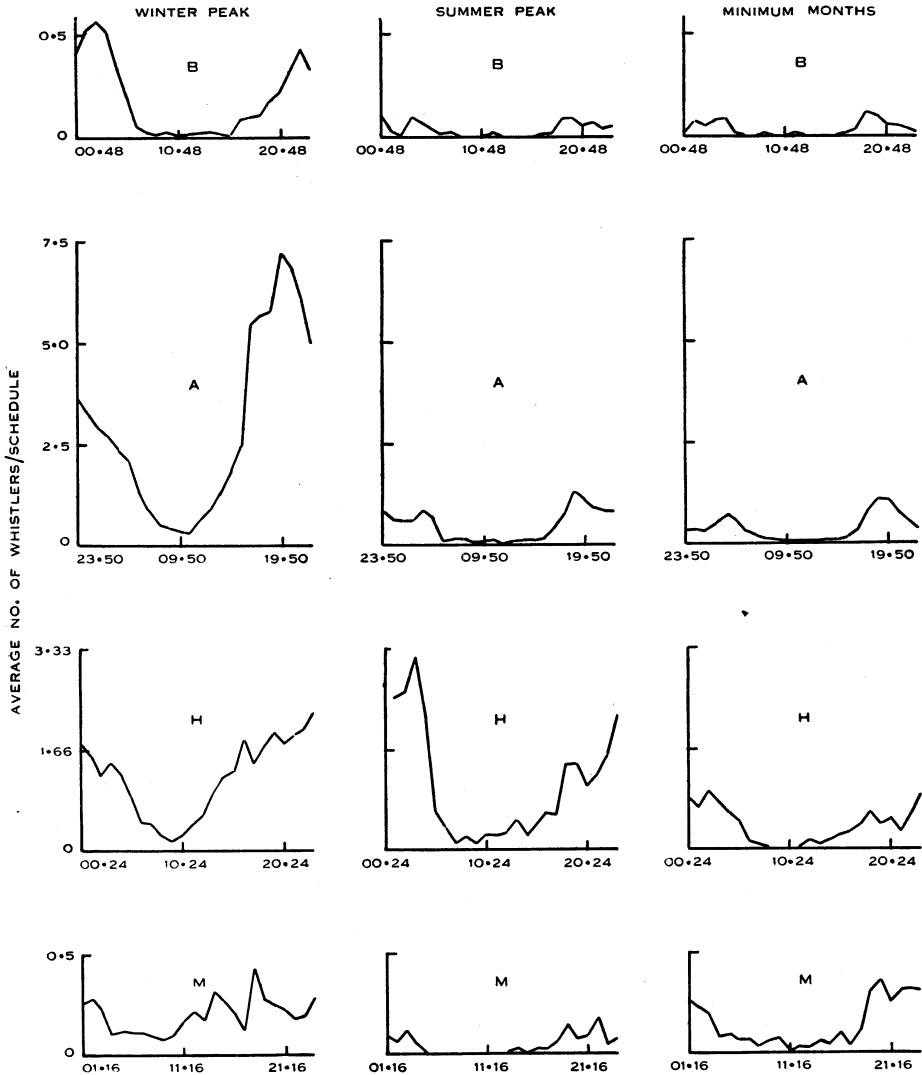 WINTER PEAK SUMMER PEAK MINIMUM MONTHS
0·5 B B B
0
00·48 10·48 20·48 00·48 10·48 20·48 00·48 10·48 20·48
AVERAGE NO. OF WHISTLERS/SCHEDULE
7·5
5·0
A A A
2·5
0
23·50 09·50 19·50 23·50 09·50 19·50 23·50 09·50 19·50
3·33
H H H
1·66
0
00·24 10·24 20·24 00·24 10·24 20·24 00·24 10·24 20·24
0·5
M M M
0
01·16 11·16 21·16 01·16 11·16 21·16 01·16 11·16 21·16